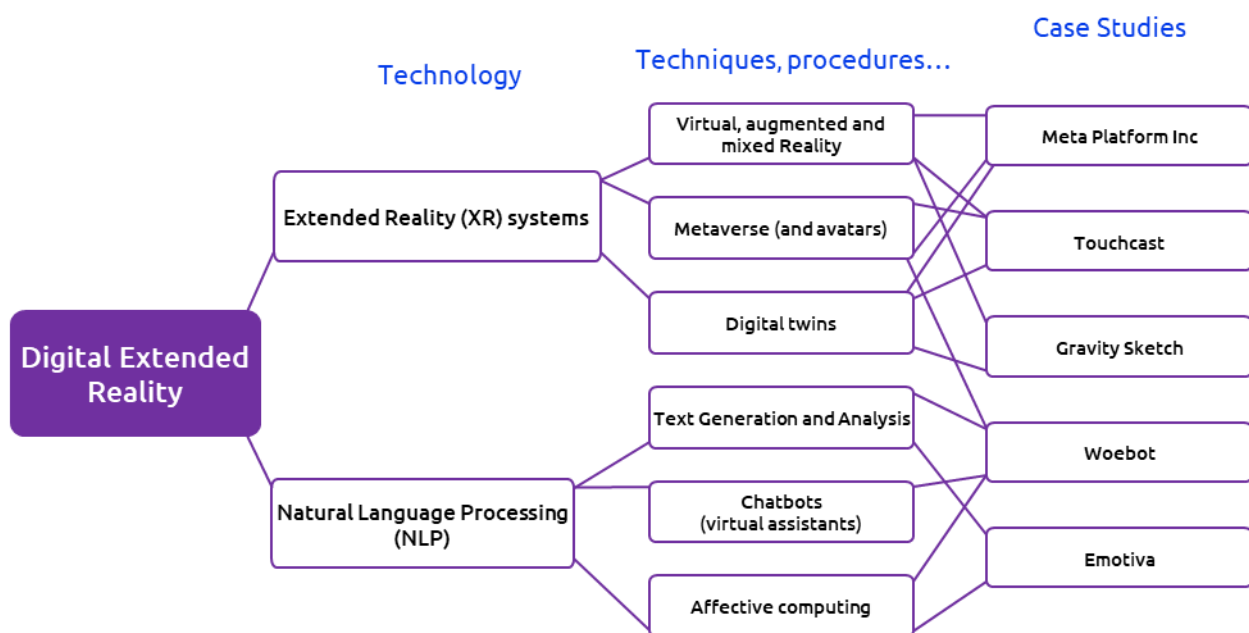 Case Studies
Technology
Techniques, procedures...
Virtual, augmented and
mixed Reality
Meta Platform Inc
Extended Reality (XR) systems
Metaverse (and avatars)
Touchcast
Digital twins
Gravity Sketch
Digital Extended
Reality
Text Generation and Analysis
Woebot
Natural Language Processing
(NLP)
Chatbots
(virtual assistants)
Emotiva
Affective computing